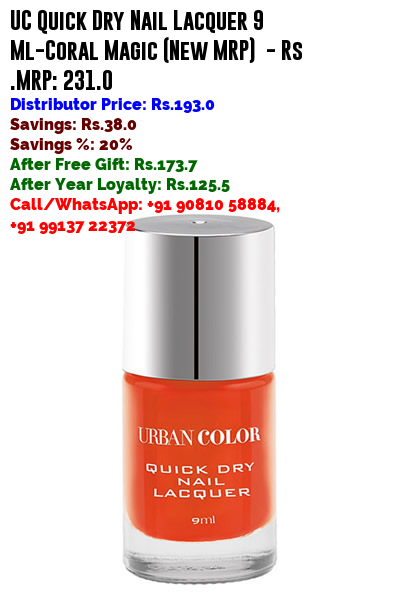 UC Quick Dry Nail Lacquer 9
Ml-Coral Magic (New MRP) - Rs
.MRP: 231.0
Distributor Price: Rs.193.0
Savings: Rs.38.0
Savings %: 20%
After Free Gift: Rs.173.7
After Year Loyalty: Rs.125.5
Call/WhatsApp: +91 90810 58884,
+91 99137 22372
URBAN COLOR
QUICK DRY
NAIL
LACQUER
9ml